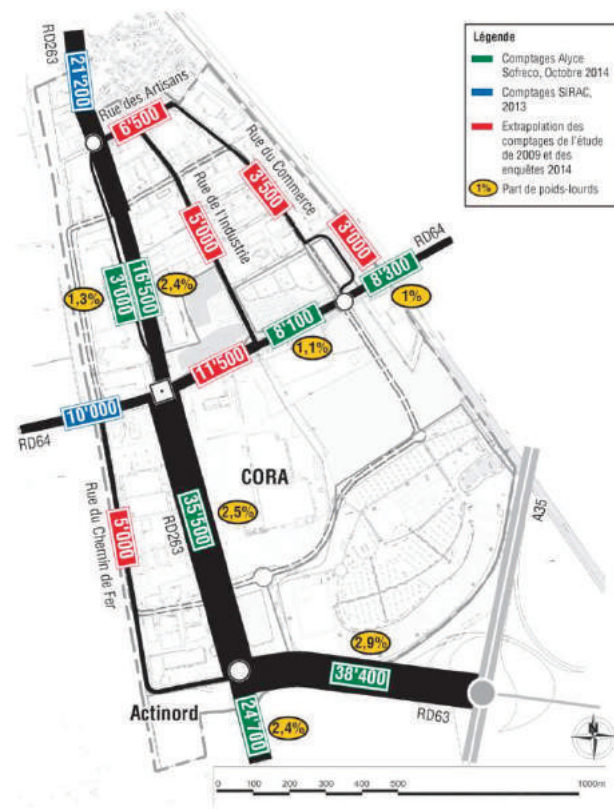 RD263
21'200
Rue des Artisans
6'500
Rue du Commerce
3'500
Rue de l'Industrie
5'000
3'000
RD64
8'300
1%
16'500
3'000
1,3%
2,4%
8'100
1,1%
11'500
10'000
RD64
CORA
Rue du Chemin de Fer
5'000
RD263
35'500
2,5%
A35
2,9%
38'400
RD63
Actinord
24'700
2,4%
N
0 100 200 300 400 500 1000m
Légende
Comptages Alyce
Sofreco, Octobre 2014
Comptages SIRAC,
2013
Extrapolation des
comptages de l'étude
de 2009 et des
enquêtes 2014
1% Part de poids-lourds